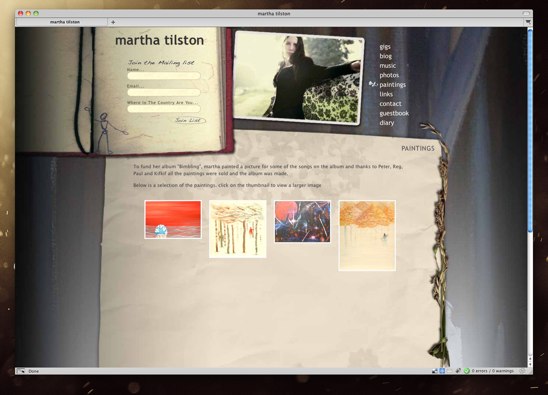 martha tilston
martha tilston
martha tilston
Join the Mailing list
Name...
Email...
Where in The Country Are You...
Join List
gigs
blog
music
photos
paintings
links
contact
guestbook
diary
PAINTINGS
To fund her album "Bimbling", martha painted a picture for some of the songs on the album and thanks to Peter, Reg,
Paul and Kifkif all the paintings were sold and the album was made.
Below is a selection of the paintings, click on the thumbnail to view a larger image
Done
0 errors / 0 warnings